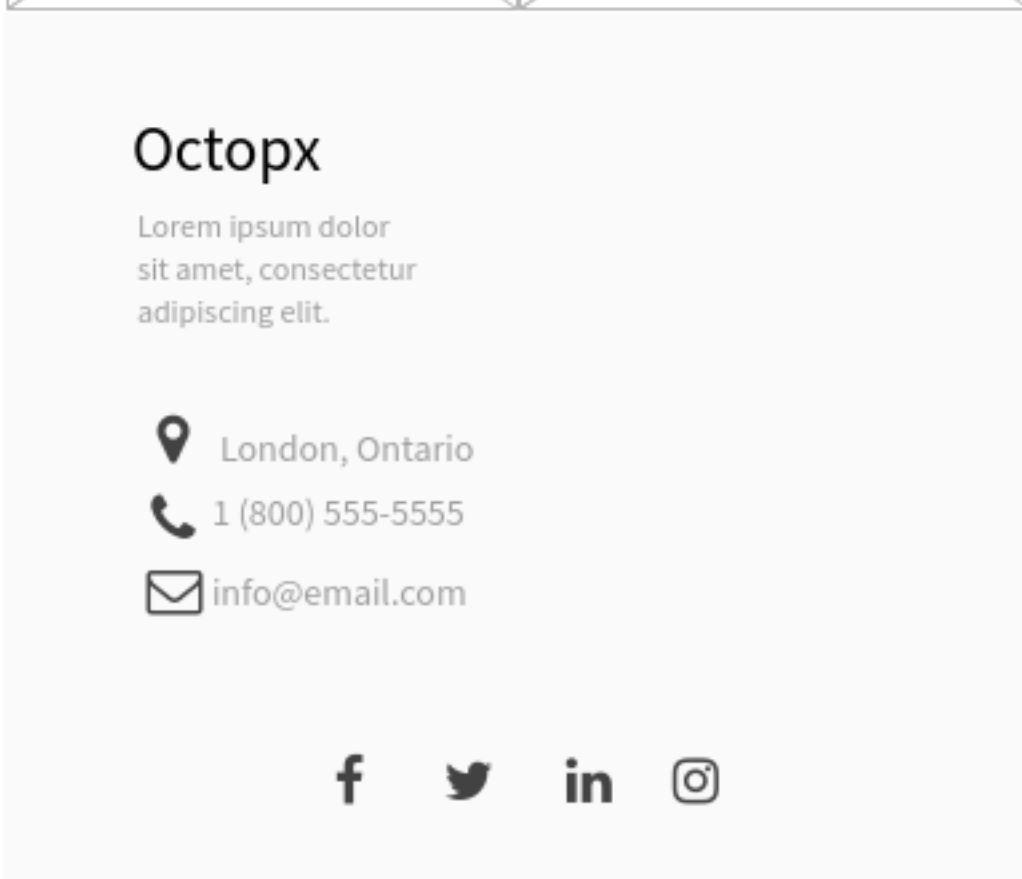 Octopx
Lorem ipsum dolor
sit amet, consectetur
adipiscing elit.
London, Ontario
1 (800) 555-5555
info@email.com